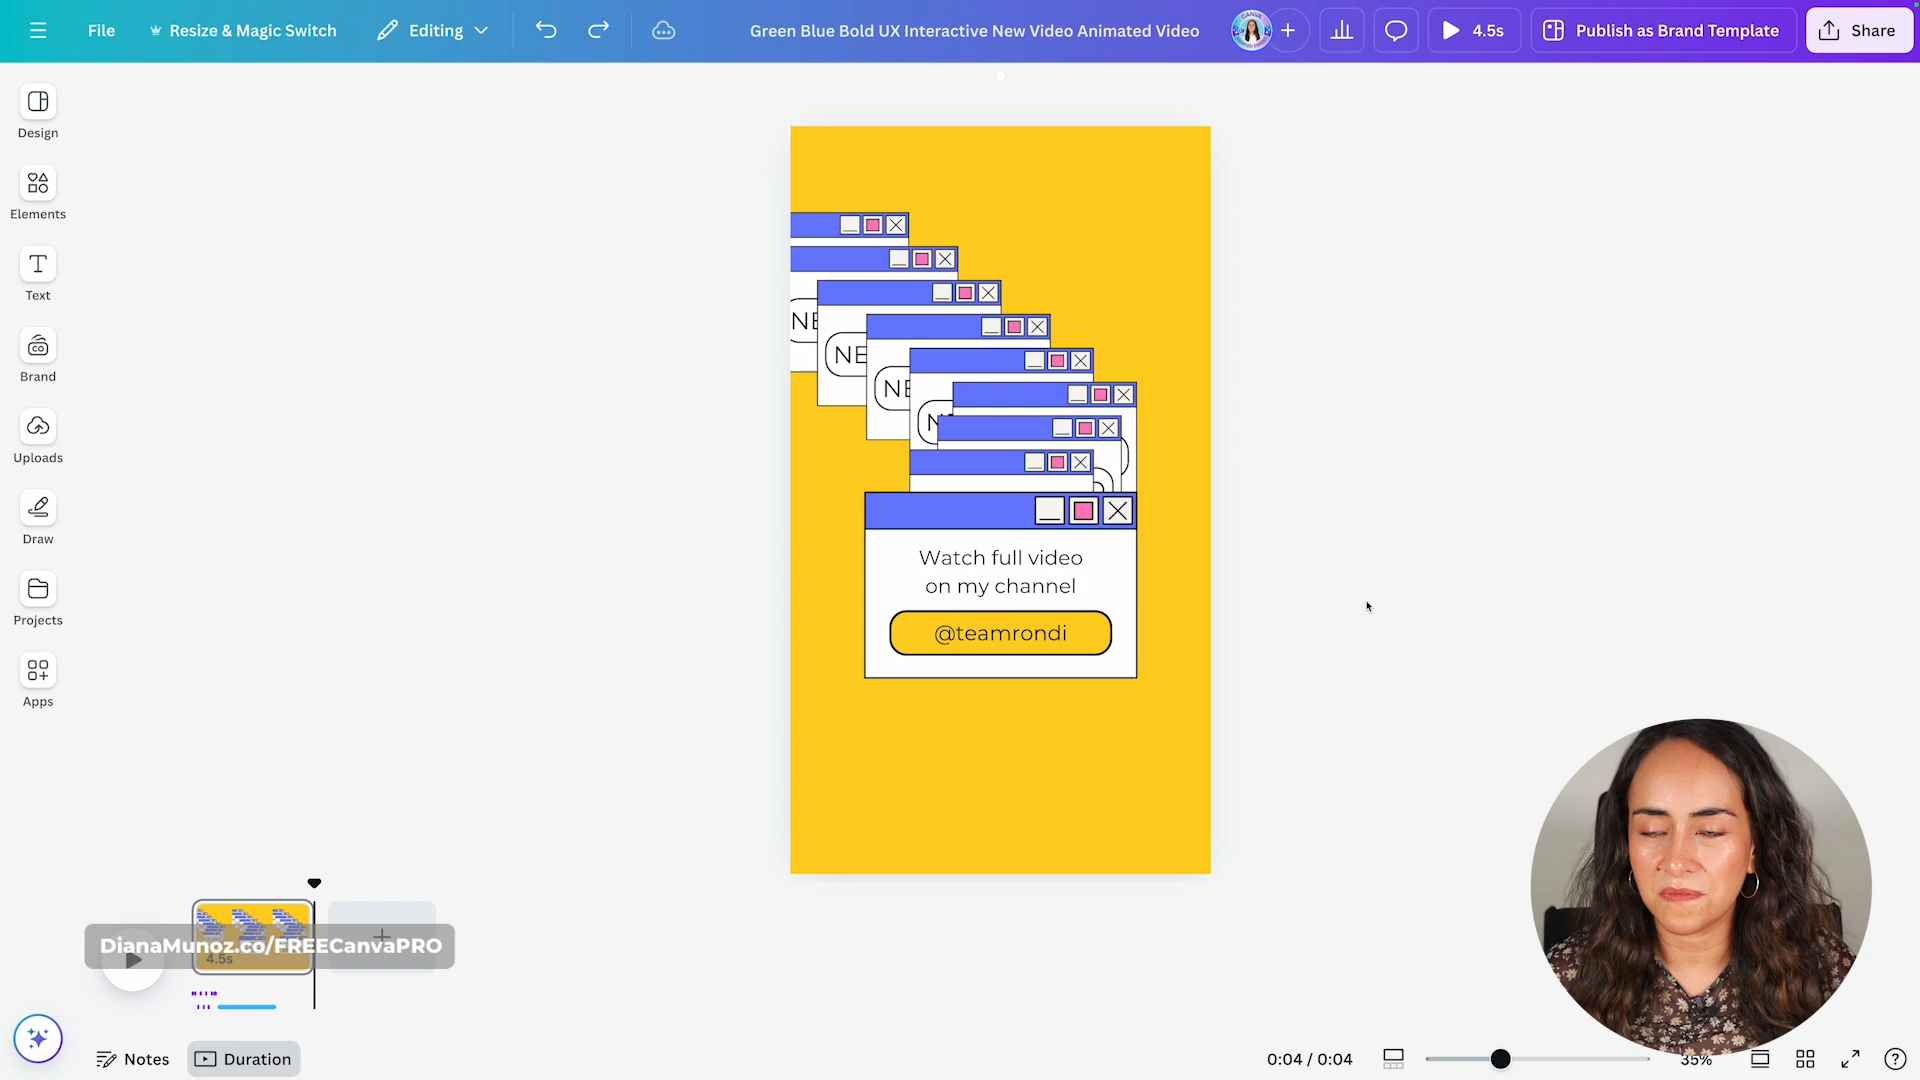 File
Resize & Magic Switch
Editing
Green Blue Bold UX Interactive New Video Animated Video
4.5s
Publish as Brand Template
Share
Design
Elements
Text
Brand
Uploads
Draw
Projects
Apps
NE
NE
NE
Watch full video
on my channel
@teamrondi
DianaMunoz.co/FREECanvaPRO
4.5s
Notes
Duration
0:04 / 0:04
35%